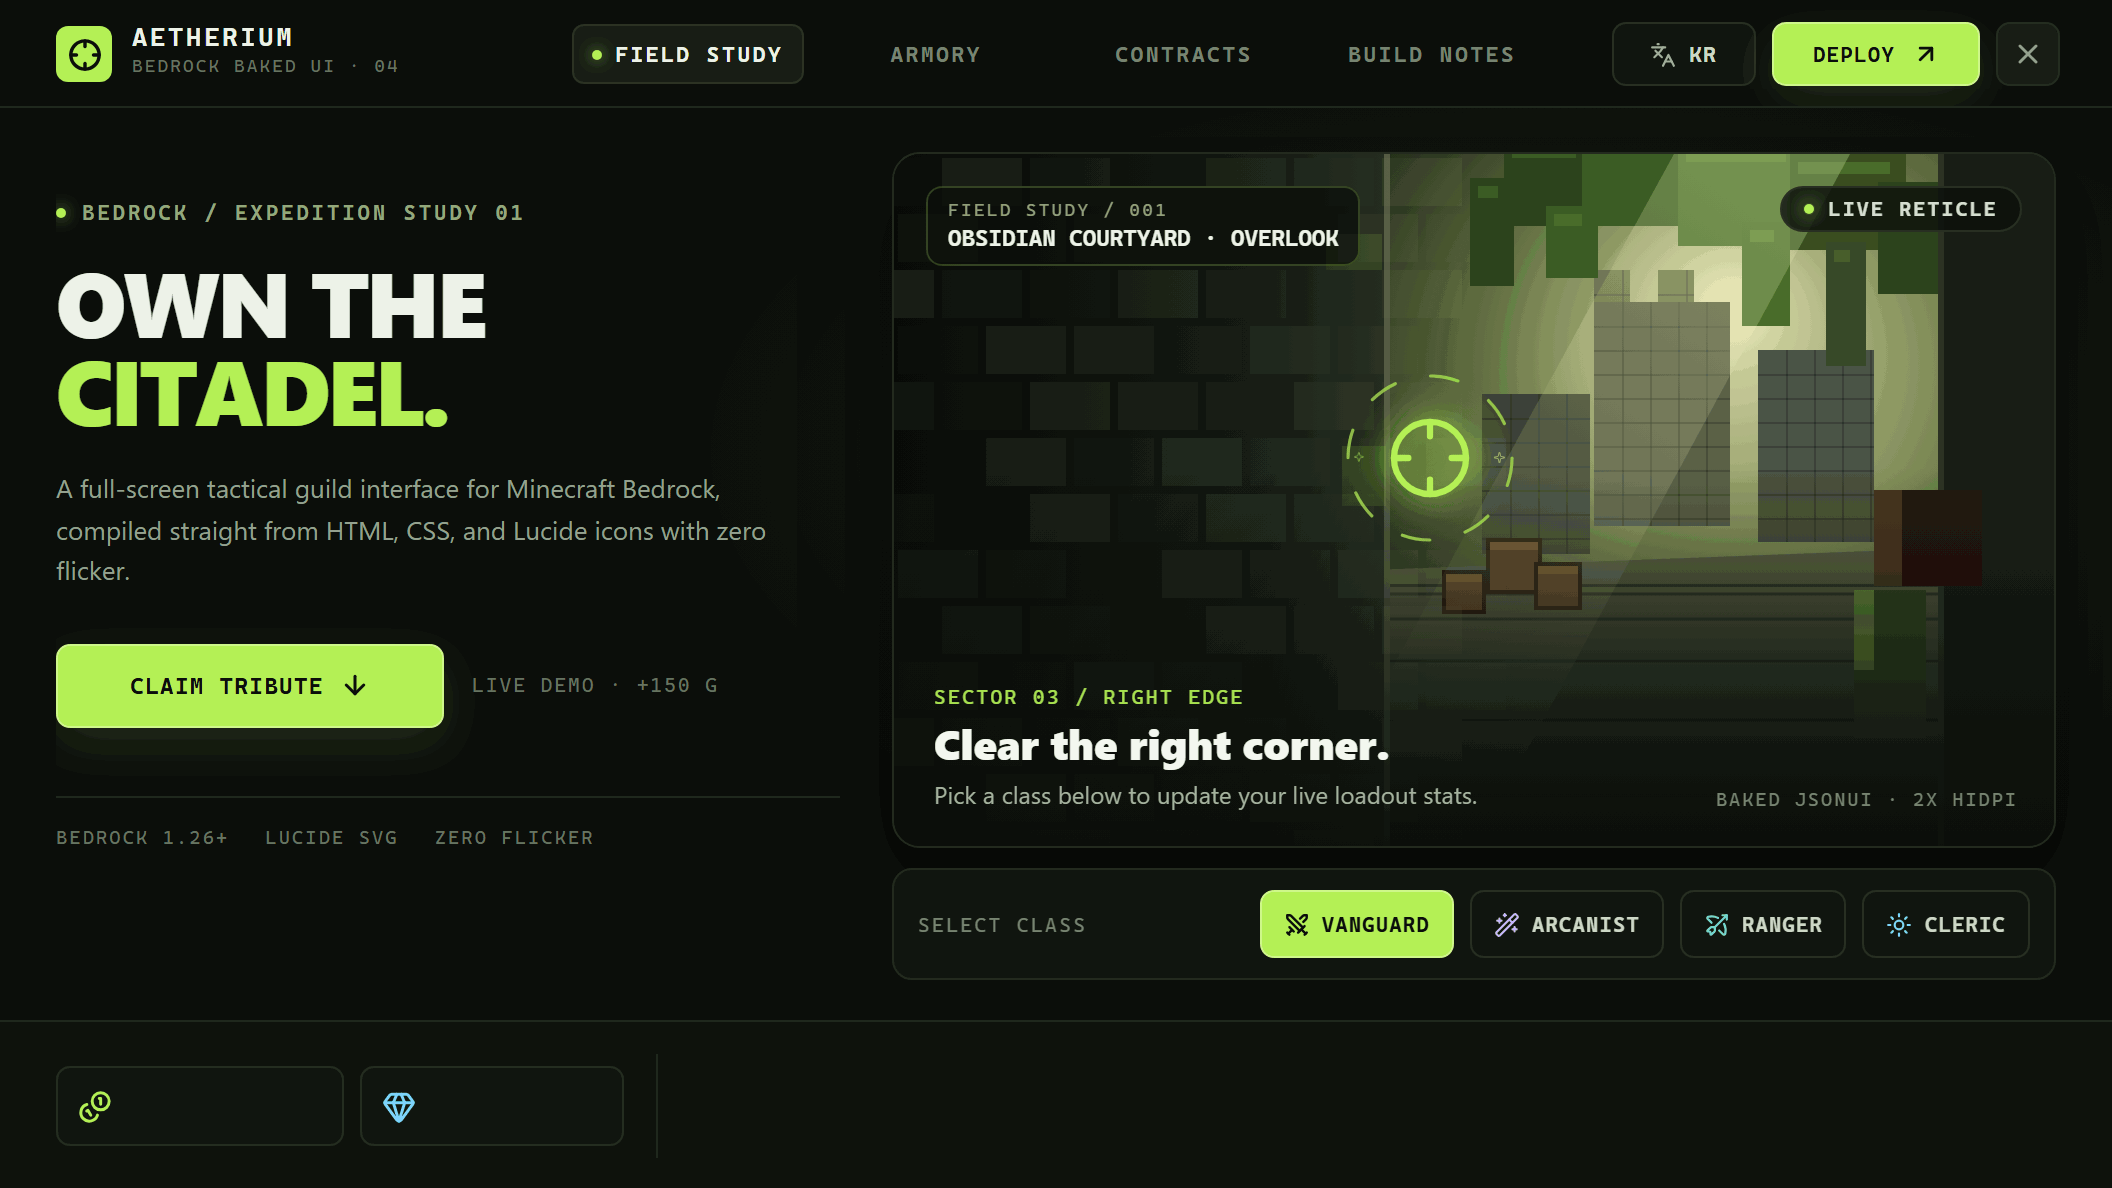 AETHERIUM
BEDROCK BAKED UI · 04
FIELD STUDY
ARMORY
CONTRACTS
BUILD NOTES
KR
DEPLOY
BEDROCK / EXPEDITION STUDY 01
OWN THE
CITADEL.
A full-screen tactical guild interface for Minecraft Bedrock,
compiled straight from HTML, CSS, and Lucide icons with zero
flicker.
CLAIM TRIBUTE
LIVE DEMO · +150 G
BEDROCK 1.26+
LUCIDE SVG
ZERO FLICKER
FIELD STUDY / 001
OBSIDIAN COURTYARD · OVERLOOK
LIVE RETICLE
SECTOR 03 / RIGHT EDGE
Clear the right corner.
Pick a class below to update your live loadout stats.
BAKED JSONUI · 2X HIDPI
SELECT CLASS
VANGUARD
ARCANIST
RANGER
CLERIC